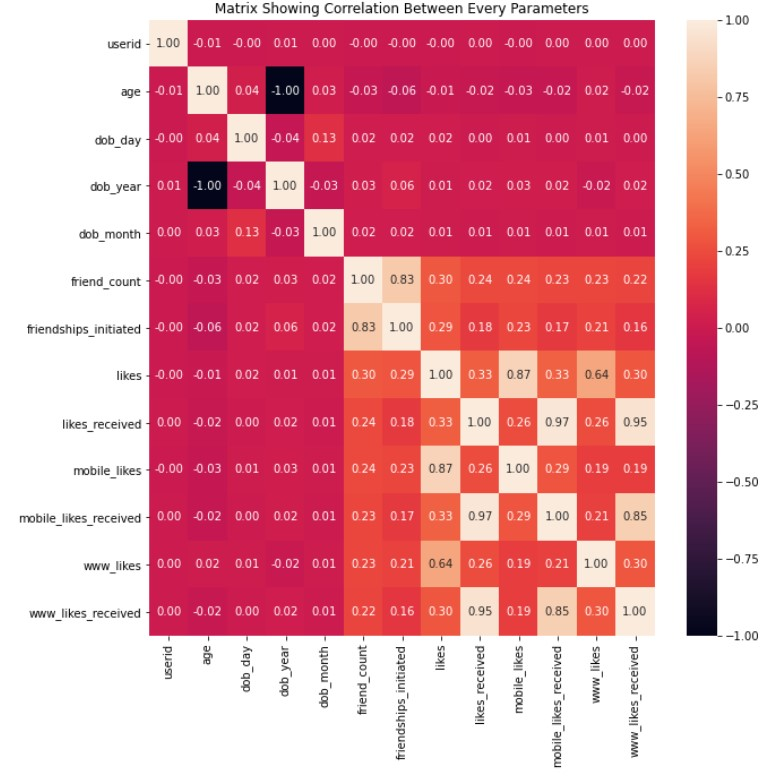 Matrix Showing Correlation Between Every Parameters
userid 1.00 -0.01 -0.00 0.01 0.00 -0.00 -0.00 -0.00 0.00 -0.00 0.00 0.00 0.00
age -0.01 1.00 0.04 -1.00 0.03 -0.03 -0.06 -0.01 -0.02 -0.03 -0.02 0.02 -0.02
dob_day -0.00 0.04 1.00 -0.04 0.13 0.02 0.02 0.02 0.00 0.01 0.00 0.01 0.00
dob_year 0.01 -1.00 -0.04 1.00 -0.03 0.03 0.06 0.01 0.02 0.03 0.02 -0.02 0.02
dob_month 0.00 0.03 0.13 -0.03 1.00 0.02 0.02 0.01 0.01 0.01 0.01 0.01 0.01
friend_count -0.00 -0.03 0.02 0.03 0.02 1.00 0.83 0.30 0.24 0.24 0.23 0.23 0.22
friendships_initiated -0.00 -0.06 0.02 0.06 0.02 0.83 1.00 0.29 0.18 0.23 0.17 0.21 0.16
likes -0.00 -0.01 0.02 0.01 0.01 0.30 0.29 1.00 0.33 0.87 0.33 0.64 0.30
likes_received 0.00 -0.02 0.00 0.02 0.01 0.24 0.18 0.33 1.00 0.26 0.97 0.26 0.95
mobile_likes -0.00 -0.03 0.01 0.03 0.01 0.24 0.23 0.87 0.26 1.00 0.29 0.19 0.19
mobile_likes_received 0.00 -0.02 0.00 0.02 0.01 0.23 0.17 0.33 0.97 0.29 1.00 0.21 0.85
www_likes 0.00 0.02 0.01 -0.02 0.01 0.23 0.21 0.64 0.26 0.19 0.21 1.00 0.30
www_likes_received 0.00 -0.02 0.00 0.02 0.01 0.22 0.16 0.30 0.95 0.19 0.85 0.30 1.00
userid
age
dob_day
dob_year
dob_month
friend_count
friendships_initiated
likes
likes_received
mobile_likes
mobile_likes_received
www_likes
www_likes_received
1.00
0.75
0.50
0.25
0.00
−0.25
−0.50
−0.75
−1.00